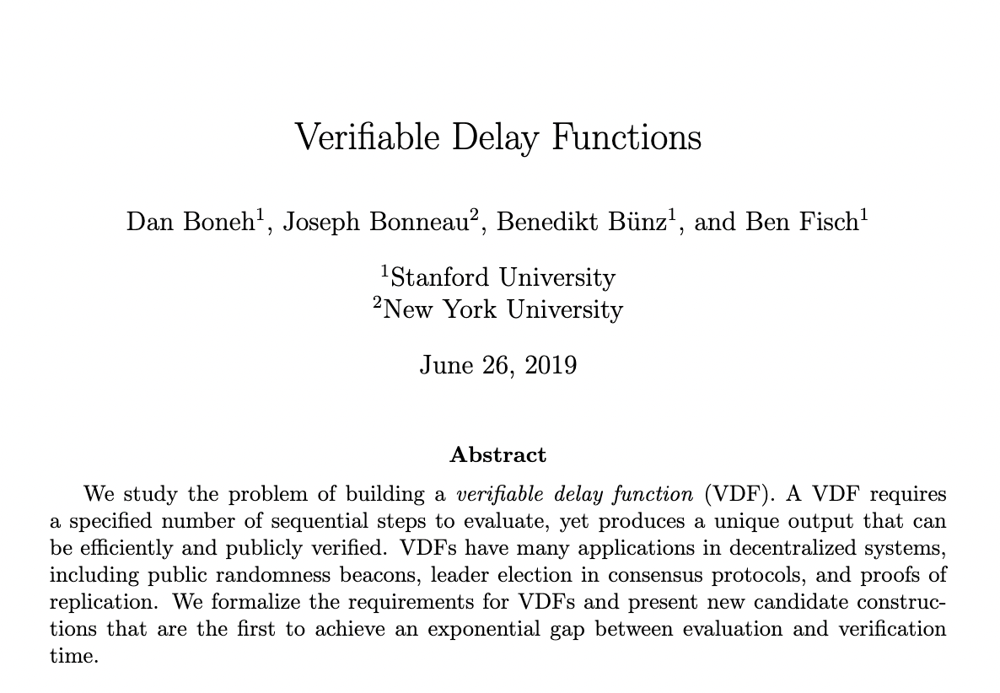 Verifiable Delay Functions
Dan Boneh¹, Joseph Bonneau², Benedikt Bünz¹, and Ben Fisch¹
¹Stanford University
²New York University
June 26, 2019
Abstract
We study the problem of building a verifiable delay function (VDF). A VDF requires
a specified number of sequential steps to evaluate, yet produces a unique output that can
be efficiently and publicly verified. VDFs have many applications in decentralized systems,
including public randomness beacons, leader election in consensus protocols, and proofs of
replication. We formalize the requirements for VDFs and present new candidate construc-
tions that are the first to achieve an exponential gap between evaluation and verification
time.